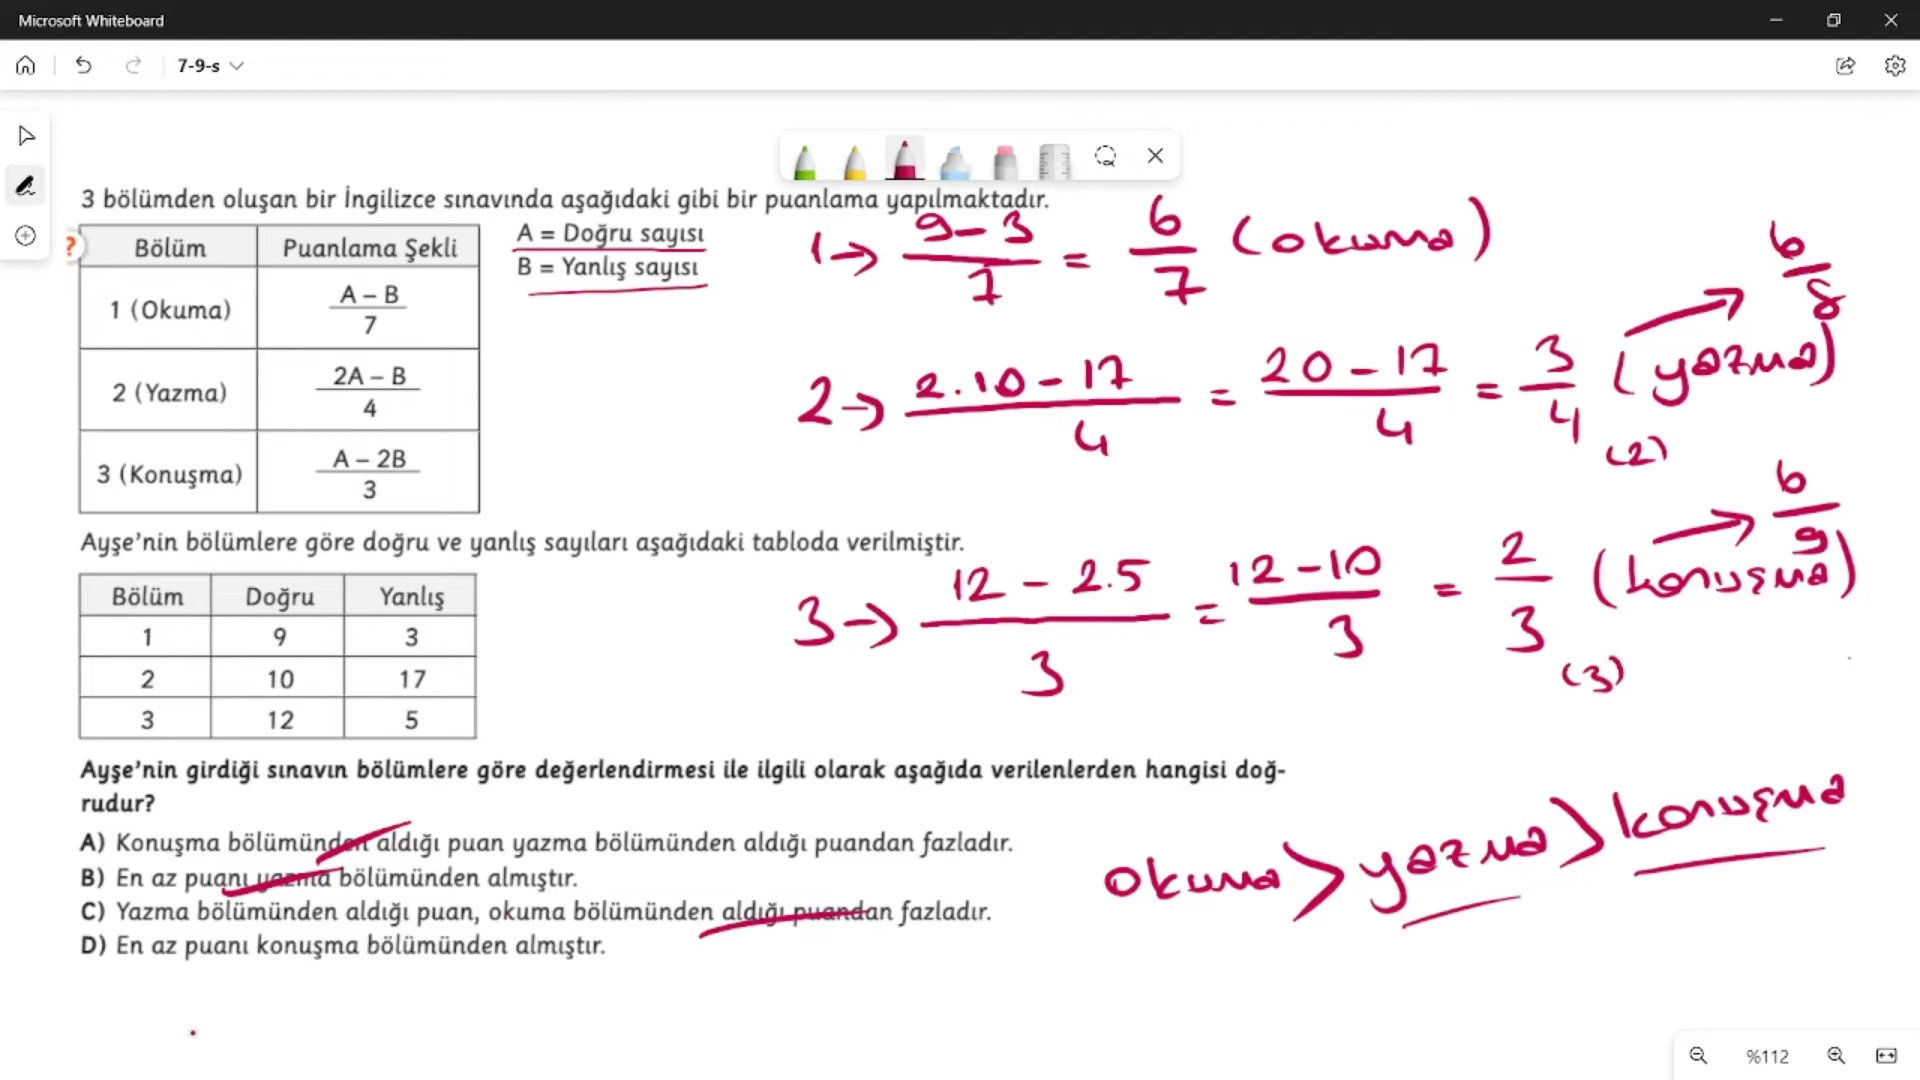 Microsoft Whiteboard
7-9-s
3 bölümden oluşan bir İngilizce sınavında aşağıdaki gibi bir puanlama yapılmaktadır.
?
Bölüm Puanlama Şekli
1 (Okuma) A – B / 7
2 (Yazma) 2A – B / 4
3 (Konuşma) A – 2B / 3
A = Doğru sayısı
B = Yanlış sayısı
1→ 9-3 / 7 = 6/7 (okuma)
2→ 2.10-17 / 4 = 20-17 / 4 = 3/4 (yazma) → 6/8
(2)
3→ 12-2.5 / 3 = 12-10 / 3 = 2/3 (konuşma) → 6/9
(3)
Ayşe'nin bölümlere göre doğru ve yanlış sayıları aşağıdaki tabloda verilmiştir.
Bölüm Doğru Yanlış
1 9 3
2 10 17
3 12 5
Ayşe'nin girdiği sınavın bölümlere göre değerlendirmesi ile ilgili olarak aşağıda verilenlerden hangisi doğ-
rudur?
A) Konuşma bölümünden aldığı puan yazma bölümünden aldığı puandan fazladır.
B) En az puanı yazma bölümünden almıştır.
C) Yazma bölümünden aldığı puan, okuma bölümünden aldığı puandan fazladır.
D) En az puanı konuşma bölümünden almıştır.
okuma > yazma > konuşma
%112